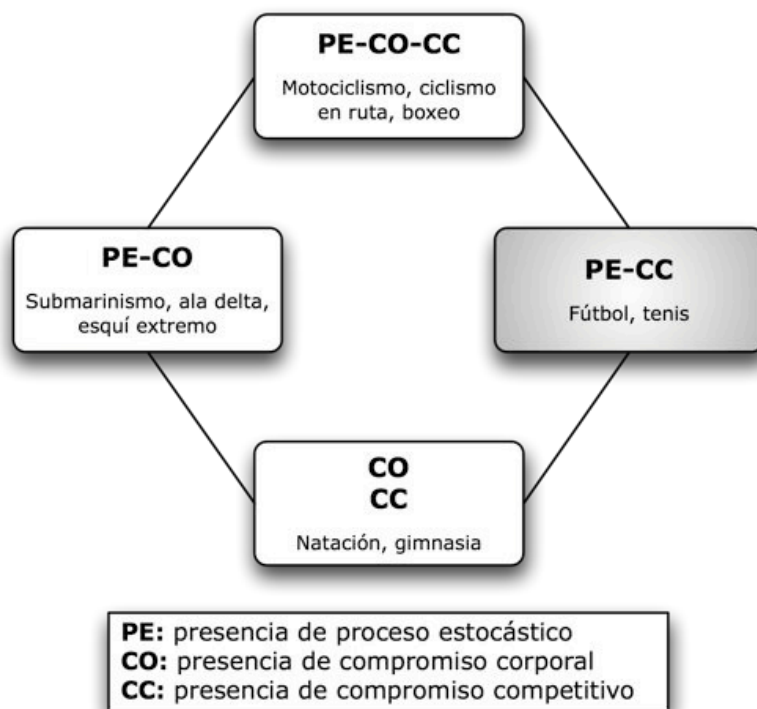 PE-CO-CC
Motociclismo, ciclismo
en ruta, boxeo
PE-CO
Submarinismo, ala delta,
esquí extremo
PE-CC
Fútbol, tenis
CO
CC
Natación, gimnasia
PE: presencia de proceso estocástico
CO: presencia de compromiso corporal
CC: presencia de compromiso competitivo